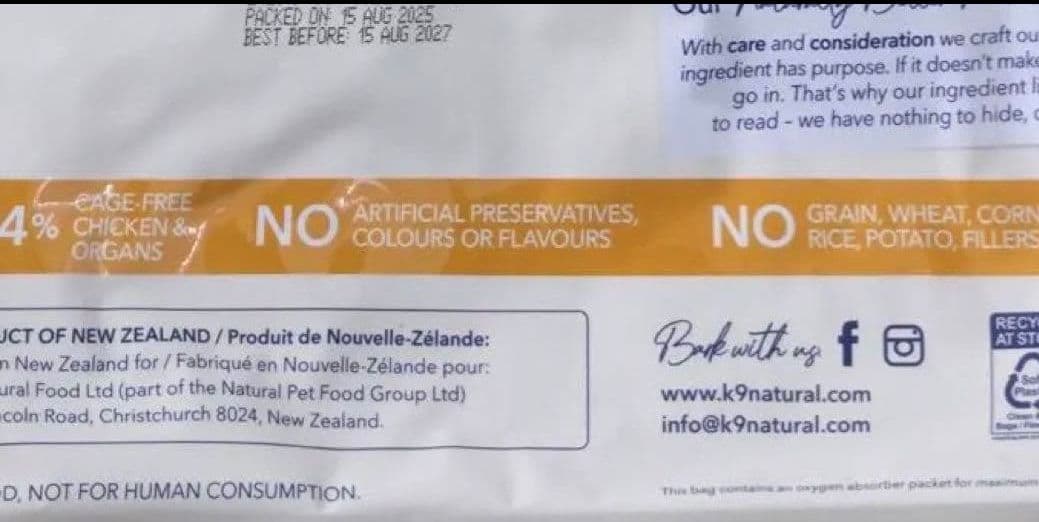 PACKED ON 15 AUG 2025
BEST BEFORE: 15 AUG 2027
With care and consideration we craft ou
ingredient has purpose. If it doesn't make
go in. That's why our ingredient li
to read - we have nothing to hide,
4% CAGE-FREE
CHICKEN &
ORGANS
NO ARTIFICIAL PRESERVATIVES,
COLOURS OR FLAVOURS
NO GRAIN, WHEAT, CORN
RICE, POTATO, FILLERS
UCT OF NEW ZEALAND / Produit de Nouvelle-Zélande:
n New Zealand for / Fabriqué en Nouvelle-Zélande pour:
ural Food Ltd (part of the Natural Pet Food Group Ltd)
coln Road, Christchurch 8024, New Zealand.
D, NOT FOR HUMAN CONSUMPTION.
Bark with us
www.k9natural.com
info@k9natural.com
RECY
AT ST
This bag contains an oxygen absorber packet for maximum